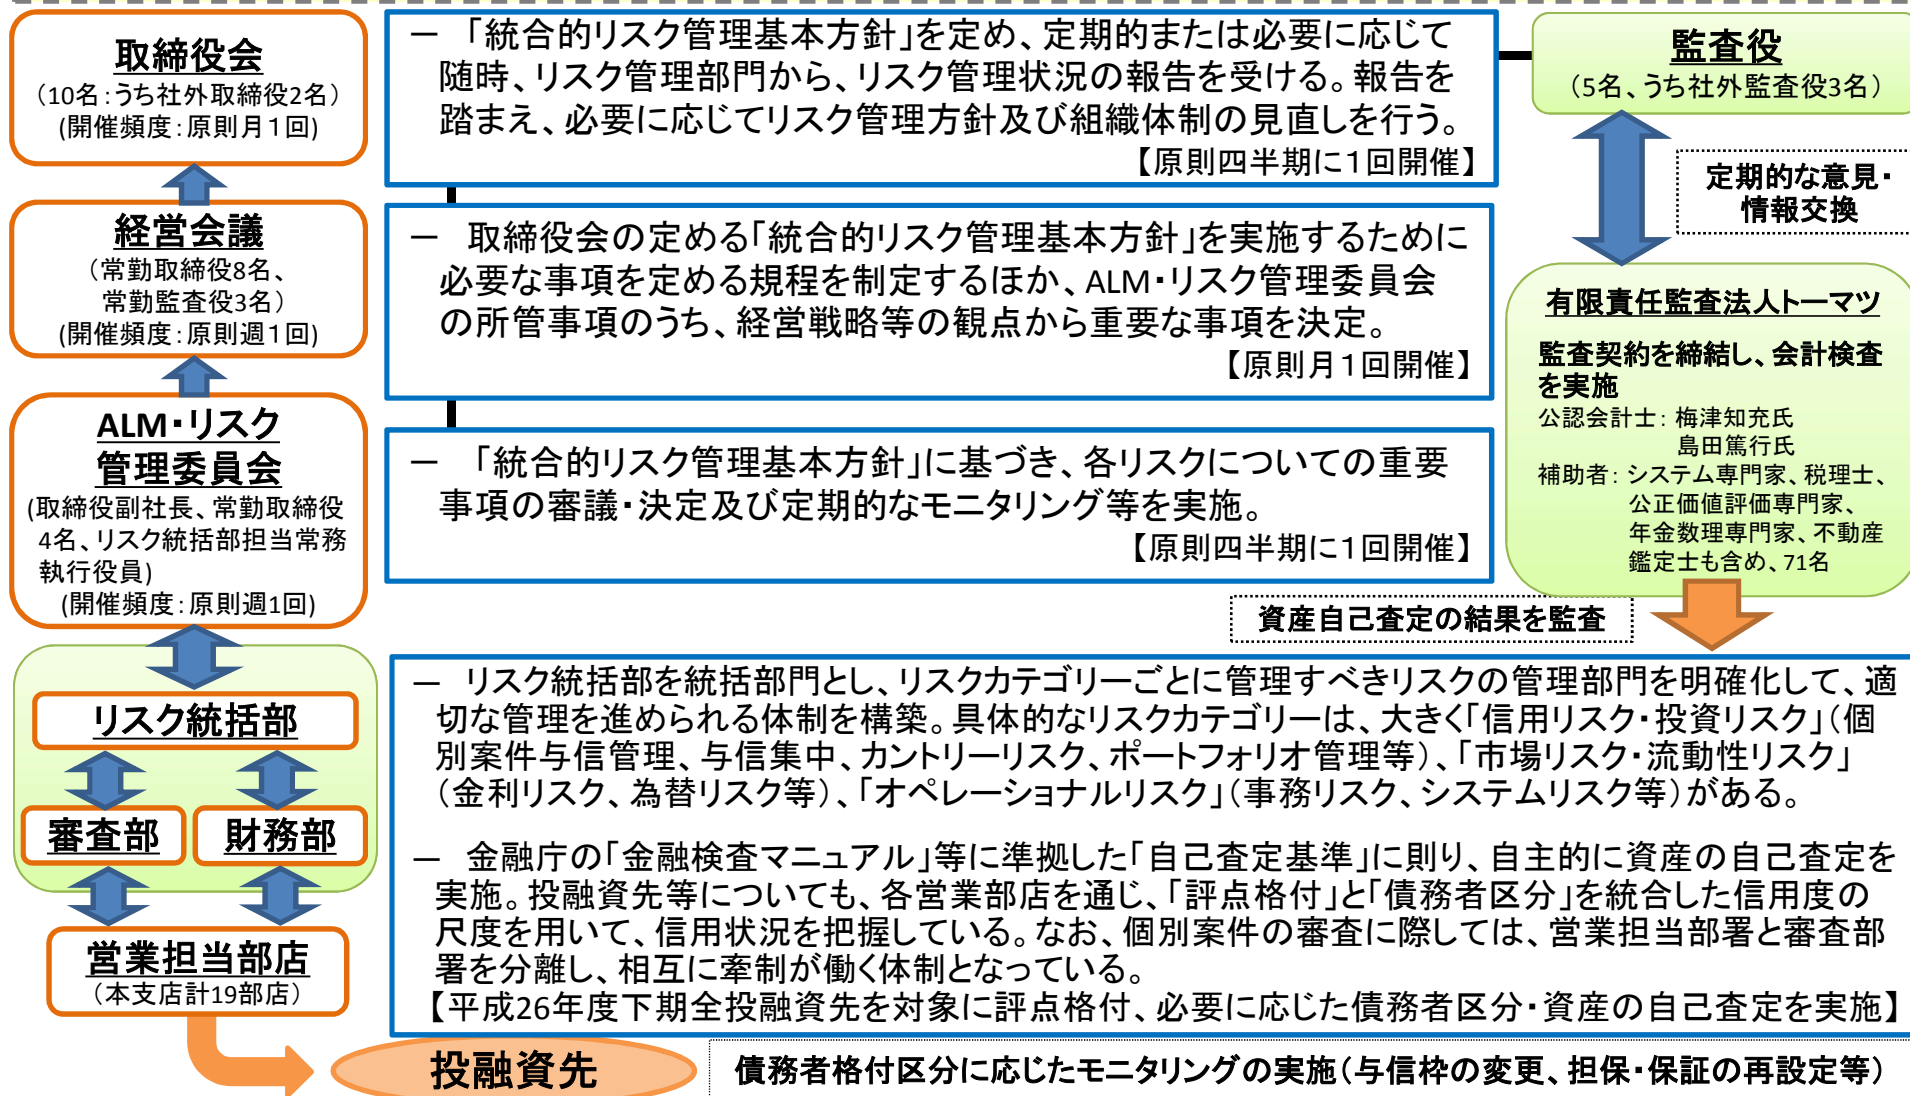 取締役会
（10名：うち社外取締役2名）
(開催頻度：原則月1回)
― 「統合的リスク管理基本方針」を定め、定期的または必要に応じて
随時、リスク管理部門から、リスク管理状況の報告を受ける。報告を
踏まえ、必要に応じてリスク管理方針及び組織体制の見直しを行う。
【原則四半期に1回開催】
監査役
（5名、うち社外監査役3名）
定期的な意見・
情報交換
経営会議
（常勤取締役8名、
常勤監査役3名）
(開催頻度：原則週1回)
― 取締役会の定める「統合的リスク管理基本方針」を実施するために
必要な事項を定める規程を制定するほか、ALM・リスク管理委員会
の所管事項のうち、経営戦略等の観点から重要な事項を決定。
【原則月1回開催】
有限責任監査法人トーマツ
監査契約を締結し、会計検査
を実施
公認会計士：梅津知充氏
島田篤行氏
補助者：システム専門家、税理士、
公正価値評価専門家、
年金数理専門家、不動産
鑑定士も含め、71名
ALM・リスク
管理委員会
(取締役副社長、常勤取締役
4名、リスク統括部担当常務
執行役員)
(開催頻度：原則週1回)
― 「統合的リスク管理基本方針」に基づき、各リスクについての重要
事項の審議・決定及び定期的なモニタリング等を実施。
【原則四半期に1回開催】
資産自己査定の結果を監査
リスク統括部
審査部
財務部
営業担当部店
（本支店計19部店）
― リスク統括部を統括部門とし、リスクカテゴリーごとに管理すべきリスクの管理部門を明確化して、適
切な管理を進められる体制を構築。具体的なリスクカテゴリーは、大きく「信用リスク・投資リスク」（個
別案件与信管理、与信集中、カントリーリスク、ポートフォリオ管理等）、「市場リスク・流動性リスク」
（金利リスク、為替リスク等）、「オペレーショナルリスク」（事務リスク、システムリスク等）がある。
― 金融庁の「金融検査マニュアル」等に準拠した「自己査定基準」に則り、自主的に資産の自己査定を
実施。投融資先等についても、各営業部店を通じ、「評点格付」と「債務者区分」を統合した信用度の
尺度を用いて、信用状況を把握している。なお、個別案件の審査に際しては、営業担当部署と審査部
署を分離し、相互に牽制が働く体制となっている。
【平成26年度下期全投融資先を対象に評点格付、必要に応じた債務者区分・資産の自己査定を実施】
投融資先
債務者格付区分に応じたモニタリングの実施（与信枠の変更、担保・保証の再設定等）